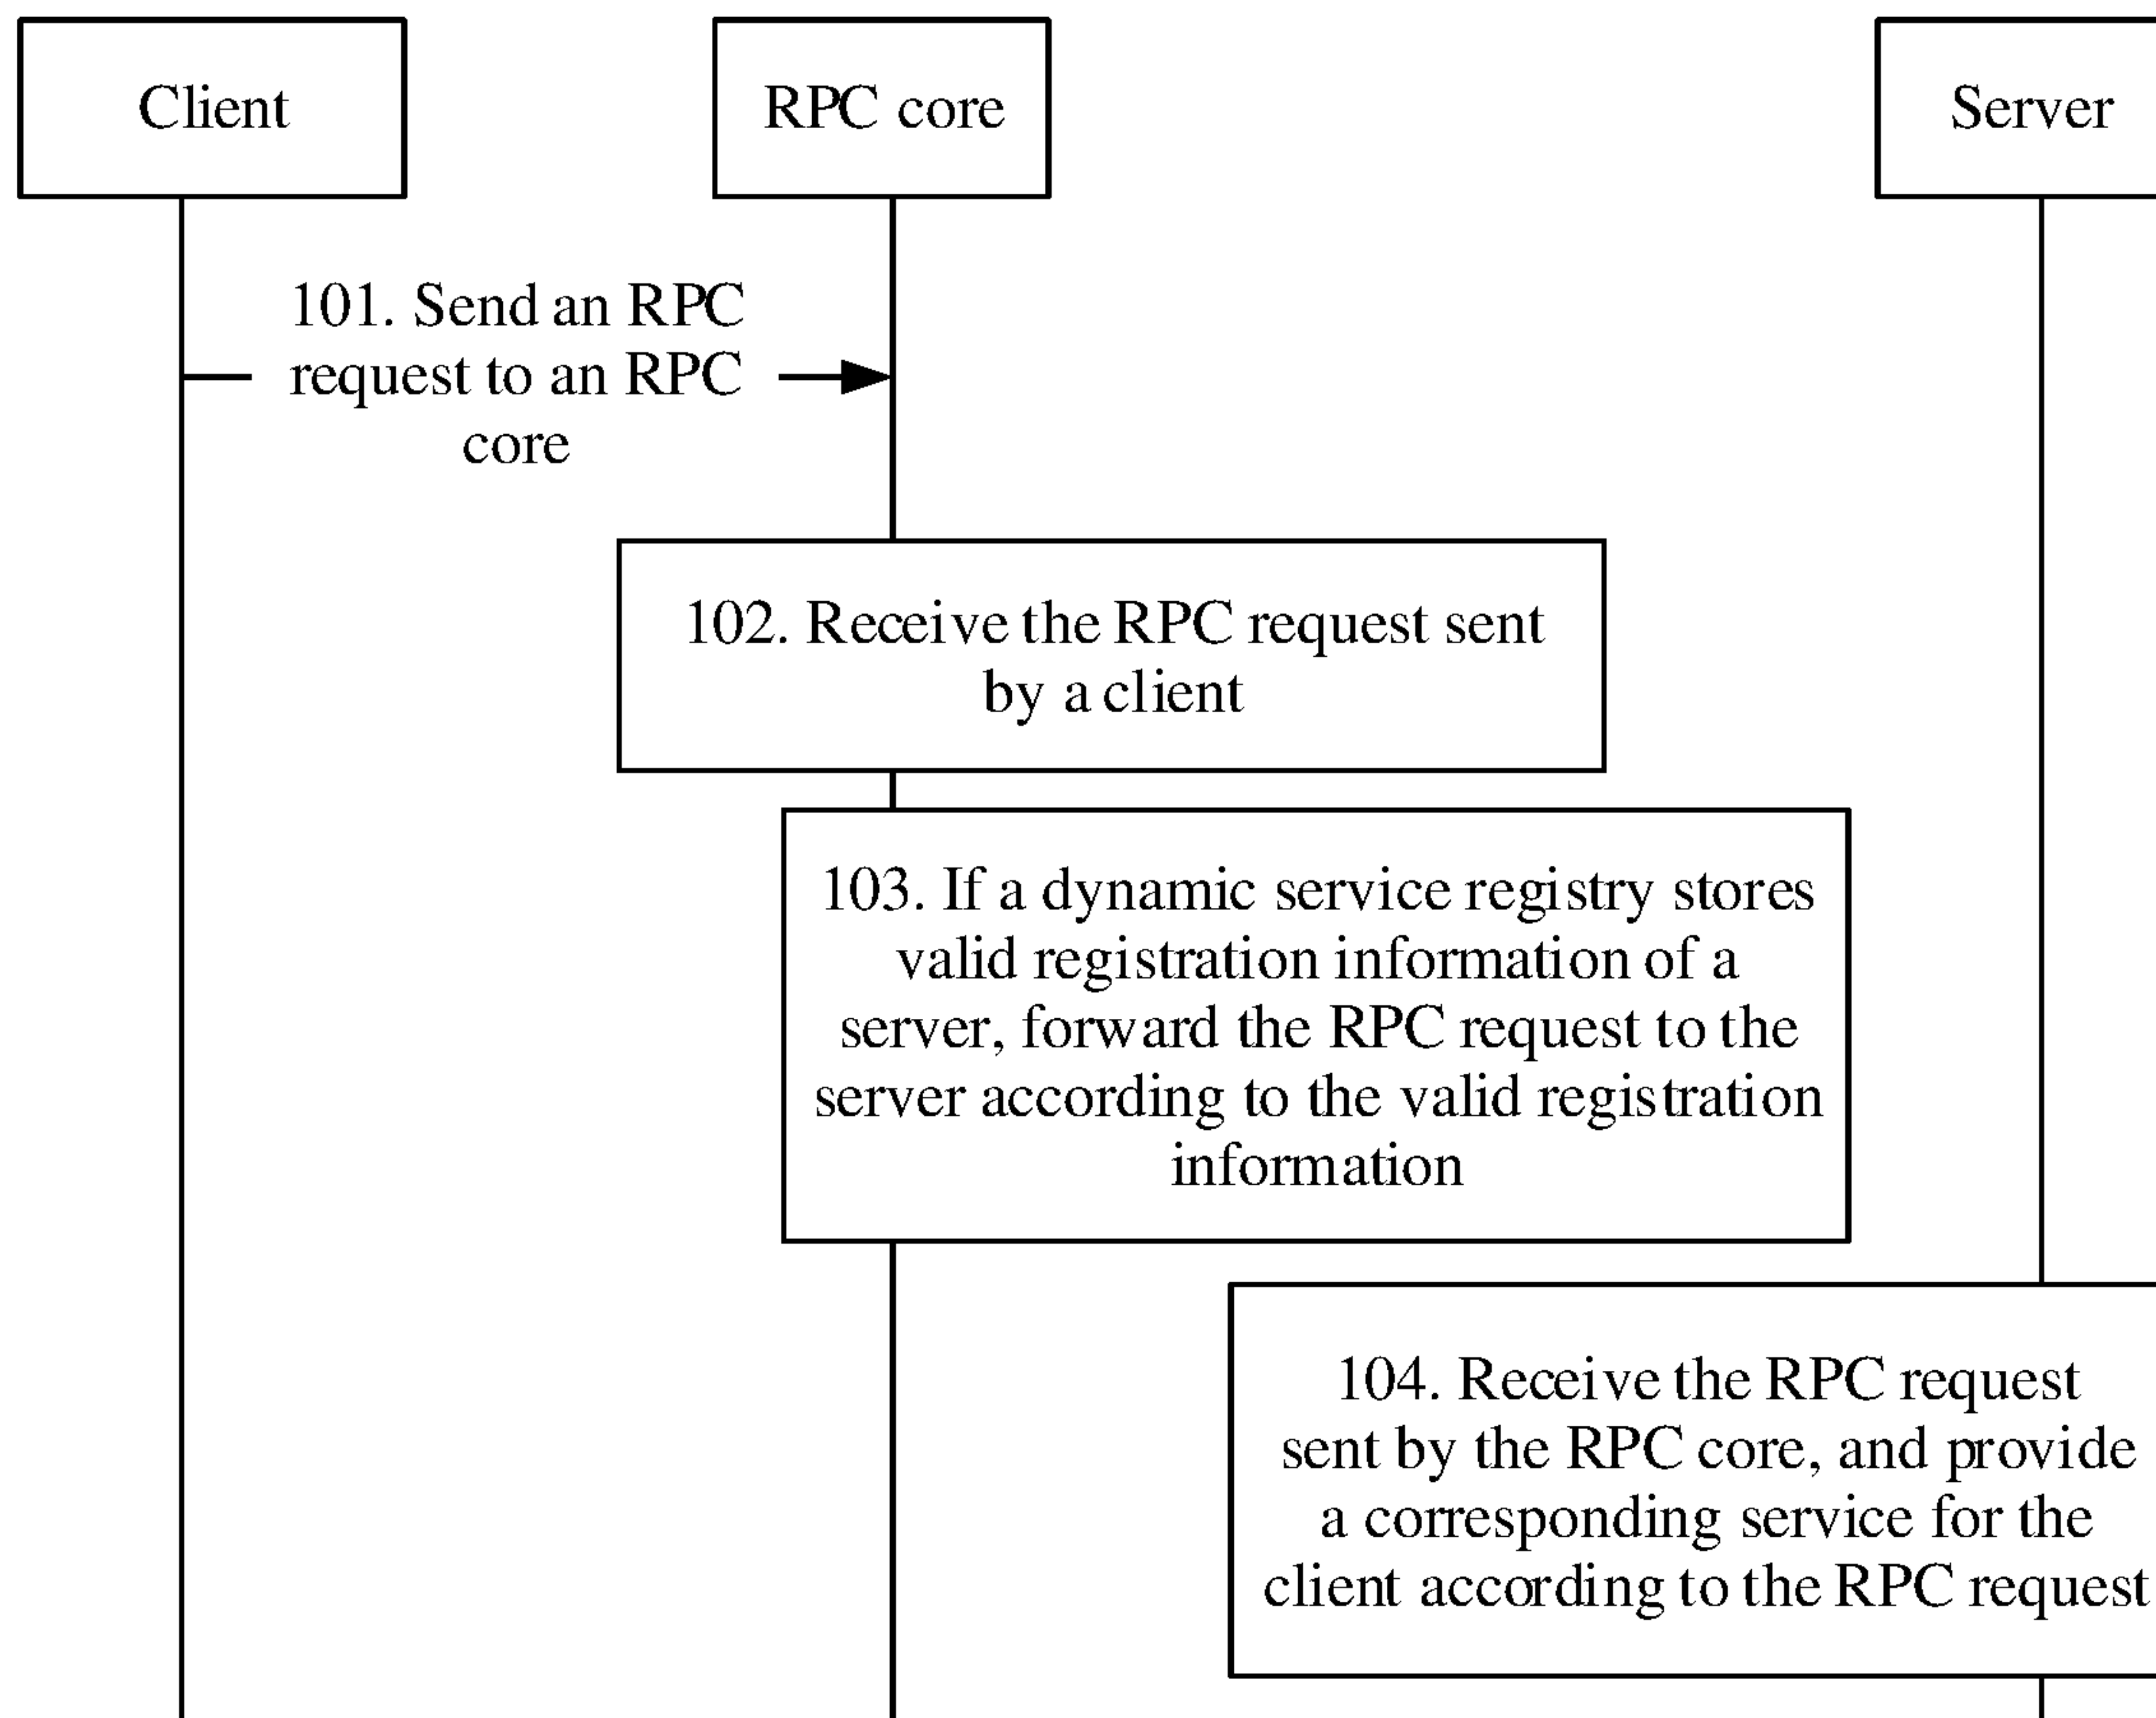 Client
RPC core
Server
101. Send an RPC
request to an RPC
core
102. Receive the RPC request sent
by a client
103. If a dynamic service registry stores
valid registration information of a
server, forward the RPC request to the
server according to the valid registration
information
104. Receive the RPC request
sent by the RPC core, and provide
a corresponding service for the
client according to the RPC request